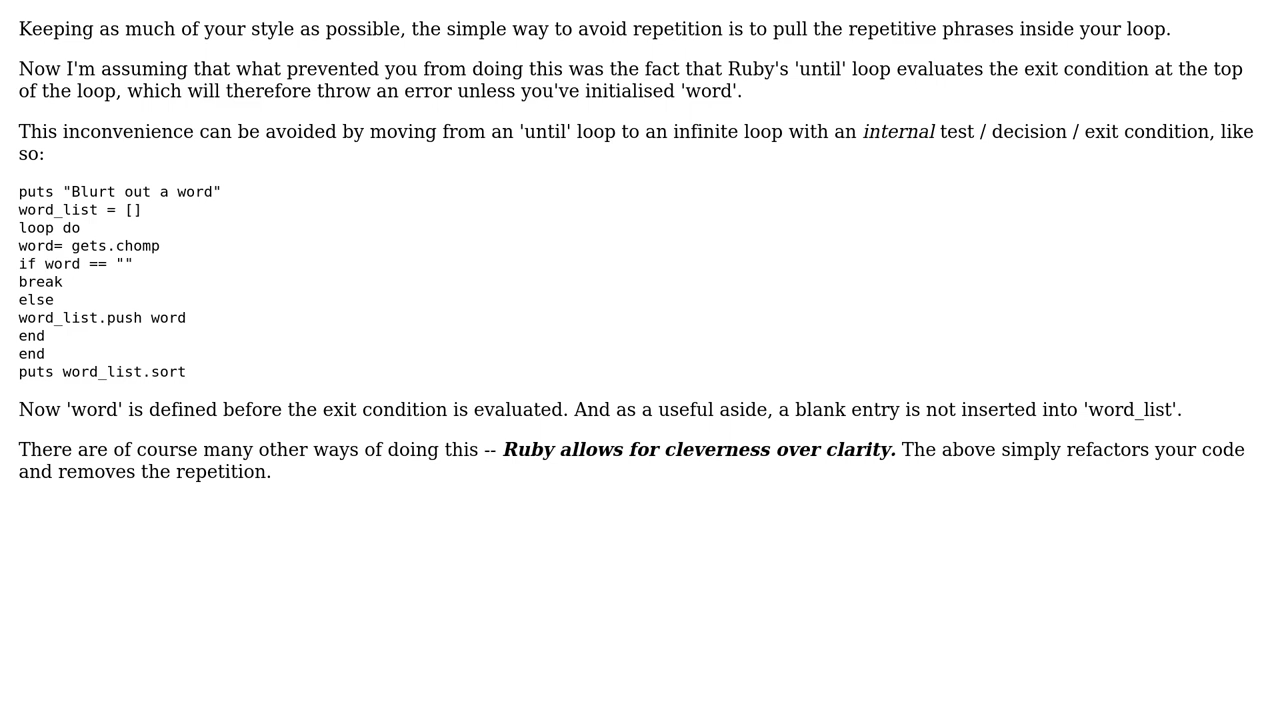 Keeping as much of your style as possible, the simple way to avoid repetition is to pull the repetitive phrases inside your loop.
Now I'm assuming that what prevented you from doing this was the fact that Ruby's 'until' loop evaluates the exit condition at the top
of the loop, which will therefore throw an error unless you've initialised 'word'.
This inconvenience can be avoided by moving from an 'until' loop to an infinite loop with an internal test / decision / exit condition, like
so:
puts "Blurt out a word"
word_list = []
loop do
word= gets.chomp
if word == ""
break
else
word_list.push word
end
end
puts word_list.sort
Now 'word' is defined before the exit condition is evaluated. And as a useful aside, a blank entry is not inserted into 'word_list'.
There are of course many other ways of doing this -- Ruby allows for cleverness over clarity. The above simply refactors your code
and removes the repetition.